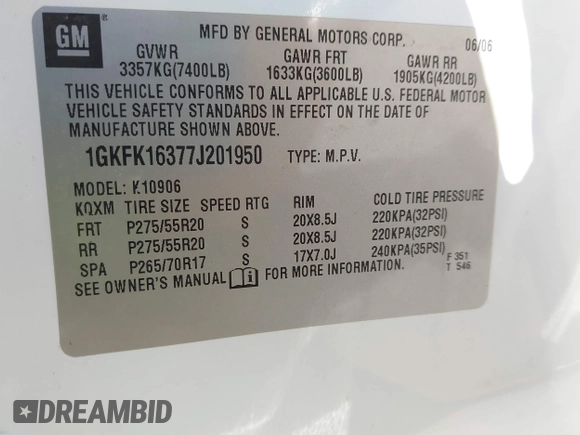 GM
MFD BY GENERAL MOTORS CORP. 06/06
GVWR GAWR FRT GAWR RR
3357KG(7400LB) 1633KG(3600LB) 1905KG(4200LB)
THIS VEHICLE CONFORMS TO ALL APPLICABLE U.S. FEDERAL MOTOR
VEHICLE SAFETY STANDARDS IN EFFECT ON THE DATE OF
MANUFACTURE SHOWN ABOVE.
1GKFK16377J201950 TYPE: M.P.V.
MODEL: K10906
KQXM TIRE SIZE SPEED RTG RIM COLD TIRE PRESSURE
FRT P275/55R20 S 20X8.5J 220KPA(32PSI)
RR P275/55R20 S 20X8.5J 220KPA(32PSI)
SPA P265/70R17 S 17X7.0J 240KPA(35PSI) F 351
SEE OWNER'S MANUAL FOR MORE INFORMATION. T 546
DREAMBID